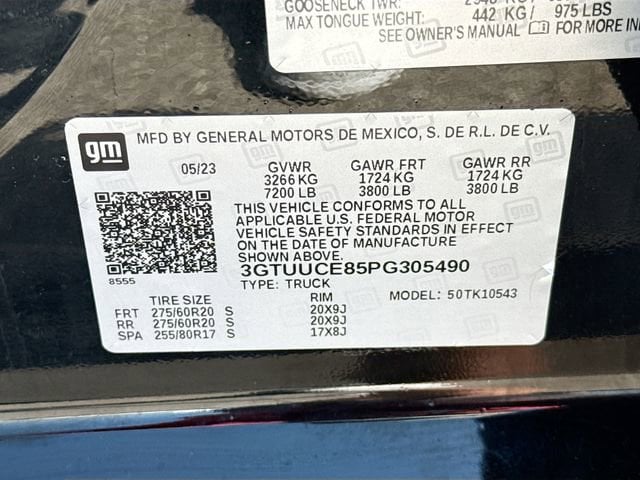 GOOSENECK TWR:
MAX TONGUE WEIGHT: 442 KG / 975 LBS
SEE OWNER'S MANUAL FOR MORE IN
gm
MFD BY GENERAL MOTORS DE MEXICO, S. DE R.L. DE C.V.
05/23 GVWR GAWR FRT GAWR RR
3266 KG 1724 KG 1724 KG
7200 LB 3800 LB 3800 LB
THIS VEHICLE CONFORMS TO ALL
APPLICABLE U.S. FEDERAL MOTOR
VEHICLE SAFETY STANDARDS IN EFFECT
ON THE DATE OF MANUFACTURE
SHOWN ABOVE.
8555
3GTUUCE85PG305490
TYPE: TRUCK MODEL: 50TK10543
TIRE SIZE RIM
FRT 275/60R20 S 20X9J
RR 275/60R20 S 20X9J
SPA 255/80R17 S 17X8J